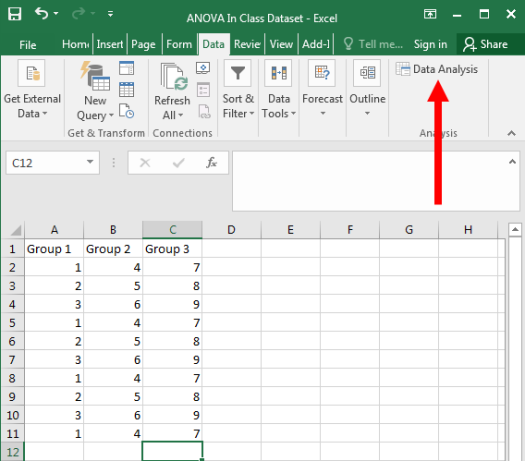 ANOVA In Class Dataset - Excel
File Home Insert Page Form Data Revie View Add-I Tell me... Sign in Share
Get External Data
New Query
Refresh All
Sort & Filter
Data Tools
Forecast
Outline
Data Analysis
Get & Transform Connections Analysis
C12 fx
A B C D E F G H
1 Group 1 Group 2 Group 3
2 1 4 7
3 2 5 8
4 3 6 9
5 1 4 7
6 2 5 8
7 3 6 9
8 1 4 7
9 2 5 8
10 3 6 9
11 1 4 7
12